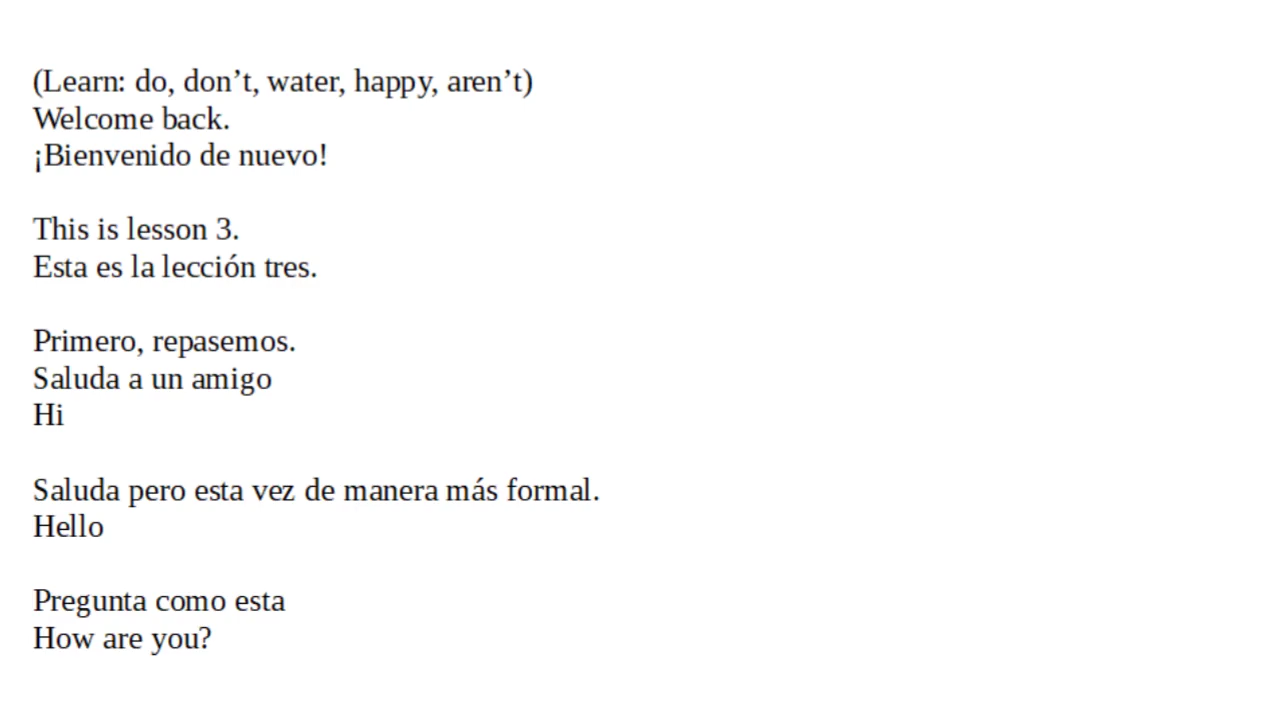 (Learn: do, don’t, water, happy, aren’t)
Welcome back.
¡Bienvenido de nuevo!
This is lesson 3.
Esta es la lección tres.
Primero, repasemos.
Saluda a un amigo
Hi
Saluda pero esta vez de manera más formal.
Hello
Pregunta como esta
How are you?